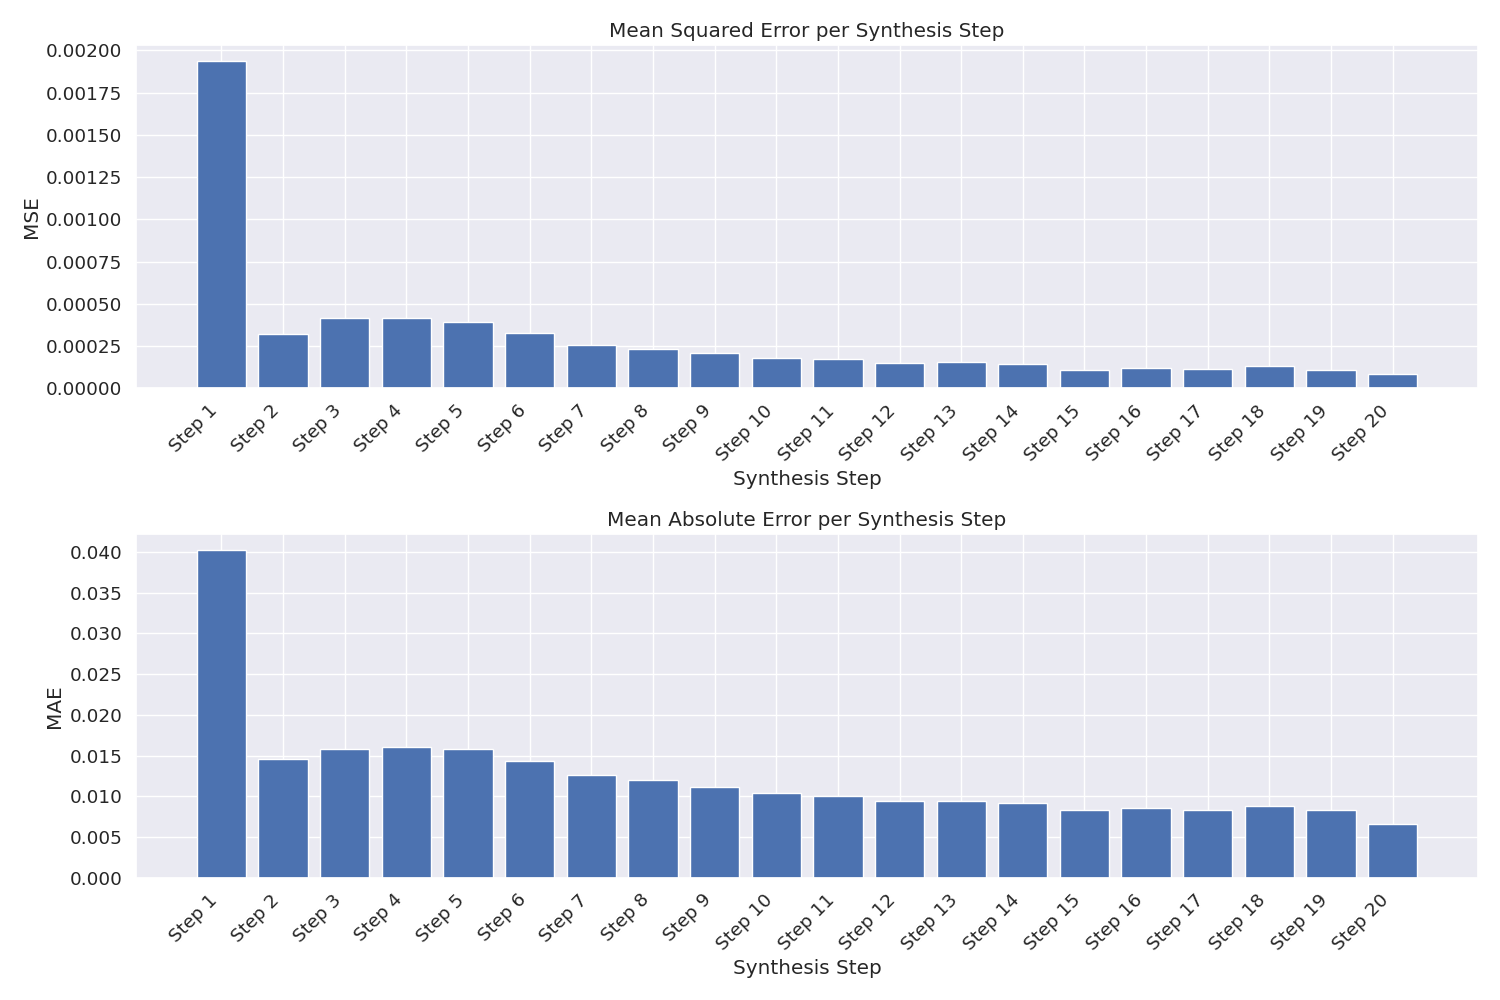 Mean Squared Error per Synthesis Step
0.00200
0.00175
0.00150
0.00125
0.00100
0.00075
0.00050
0.00025
0.00000
MSE
Step 1
Step 2
Step 3
Step 4
Step 5
Step 6
Step 7
Step 8
Step 9
Step 10
Step 11
Step 12
Step 13
Step 14
Step 15
Step 16
Step 17
Step 18
Step 19
Step 20
Synthesis Step
Mean Absolute Error per Synthesis Step
0.040
0.035
0.030
0.025
0.020
0.015
0.010
0.005
0.000
MAE
Step 1
Step 2
Step 3
Step 4
Step 5
Step 6
Step 7
Step 8
Step 9
Step 10
Step 11
Step 12
Step 13
Step 14
Step 15
Step 16
Step 17
Step 18
Step 19
Step 20
Synthesis Step